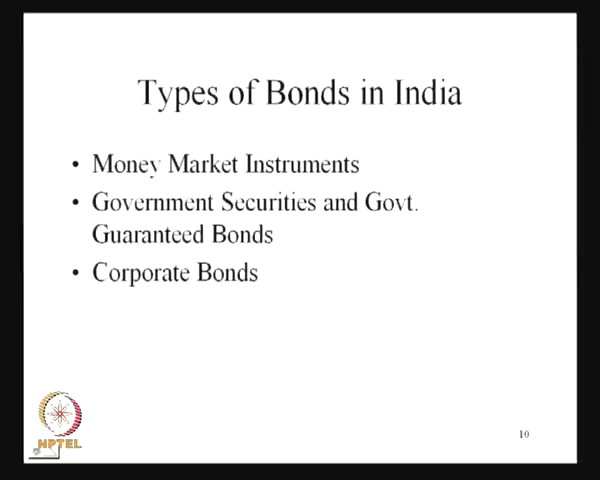 Types of Bonds in India
• Money Market Instruments
• Government Securities and Govt.
Guaranteed Bonds
• Corporate Bonds
NPTEL
10